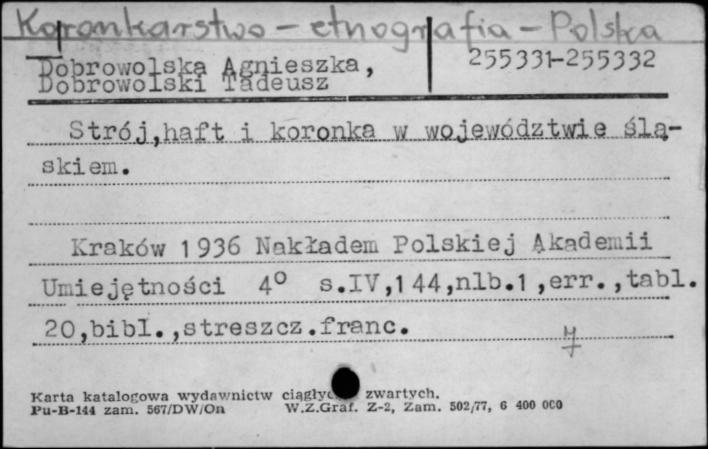 Koronkarstwo - etnografia - Polska
Dobrowolska Agnieszka,
Dobrowolski Tadeusz
255331-255332
Strój,haft i koronka w województwie ślą-
skiem.
Kraków 1936 Nakładem Polskiej Akademii
Umiejętności 4° s.IV,144,nlb.1,err.,tabl.
20,bibl.,streszcz.franc.
Karta katalogowa wydawnictw zwartych.
Pu-B-144 zam. 567/DW/On W.Z.Graf. Z-2, Zam. 502/77, 6 400 000